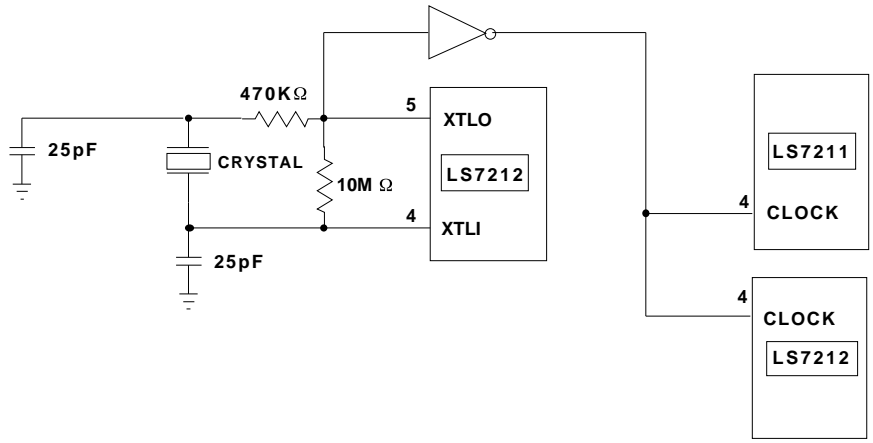 470KΩ
25pF
CRYSTAL
10M Ω
25pF
5
XTLO
LS7212
4
XTLI
LS7211
4
CLOCK
4
CLOCK
LS7212